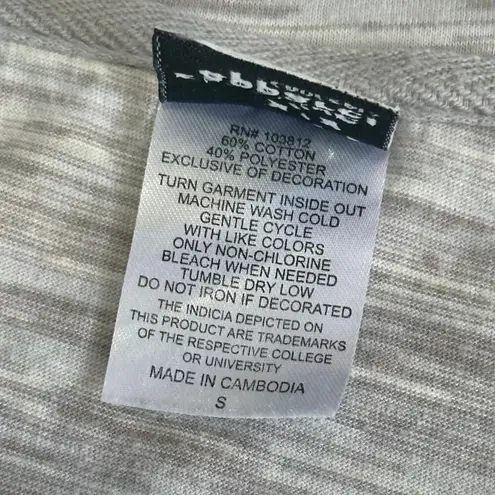 RN# 103812
60% COTTON
40% POLYESTER
EXCLUSIVE OF DECORATION
TURN GARMENT INSIDE OUT
MACHINE WASH COLD
GENTLE CYCLE
WITH LIKE COLORS
ONLY NON-CHLORINE
BLEACH WHEN NEEDED
TUMBLE DRY LOW
DO NOT IRON IF DECORATED
THE INDICIA DEPICTED ON
THIS PRODUCT ARE TRADEMARKS
OF THE RESPECTIVE COLLEGE
OR UNIVERSITY
MADE IN CAMBODIA
S